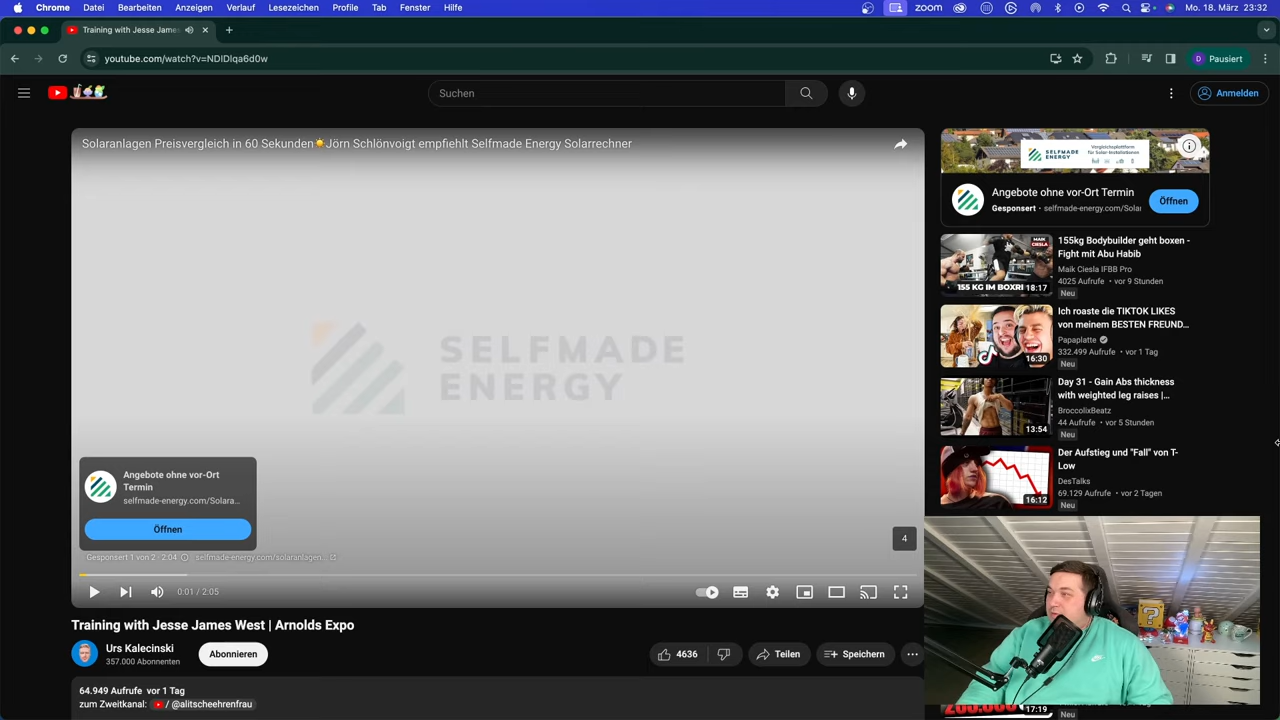 Chrome Datei Bearbeiten Anzeigen Verlauf Lesezeichen Profile Tab Fenster Hilfe
zoom
Mo. 18. März 23:32
Training with Jesse James
youtube.com/watch?v=NDIDlqa6d0w
D Pausiert
Suchen
Anmelden
Solaranlagen Preisvergleich in 60 Sekunden☀️Jörn Schlönvoigt empfiehlt Selfmade Energy Solarrechner
SELFMADE
ENERGY
Angebote ohne vor-Ort
Termin
selfmade-energy.com/Solara...
Öffnen
4
Gesponsert 1 von 2 · 2:04
selfmade-energy.com/solaranlagen...
0:01 / 2:05
Training with Jesse James West | Arnolds Expo
Urs Kalecinski
357.000 Abonnenten
Abonnieren
4636
Teilen
Speichern
64.949 Aufrufe vor 1 Tag
zum Zweitkanal: / @alitscheehrenfrau
SELFMADE
ENERGY
Vergleichsplattform
für Solar-Installationen
Angebote ohne vor-Ort Termin
Gesponsert · selfmade-energy.com/Solar
Öffnen
MAIK
CIESLA
155 KG IM BOXRI
18:17
155kg Bodybuilder geht boxen -
Fight mit Abu Habib
Maik Ciesla IFBB Pro
4025 Aufrufe • vor 9 Stunden
Neu
16:30
Ich roaste die TIKTOK LIKES
von meinem BESTEN FREUND...
Papaplatte
332.499 Aufrufe • vor 1 Tag
Neu
13:54
Day 31 - Gain Abs thickness
with weighted leg raises |...
BroccolixBeatz
44 Aufrufe • vor 5 Stunden
Neu
16:12
Der Aufstieg und "Fall" von T-
Low
DesTalks
69.129 Aufrufe • vor 2 Tagen
Neu
17:19
Neu